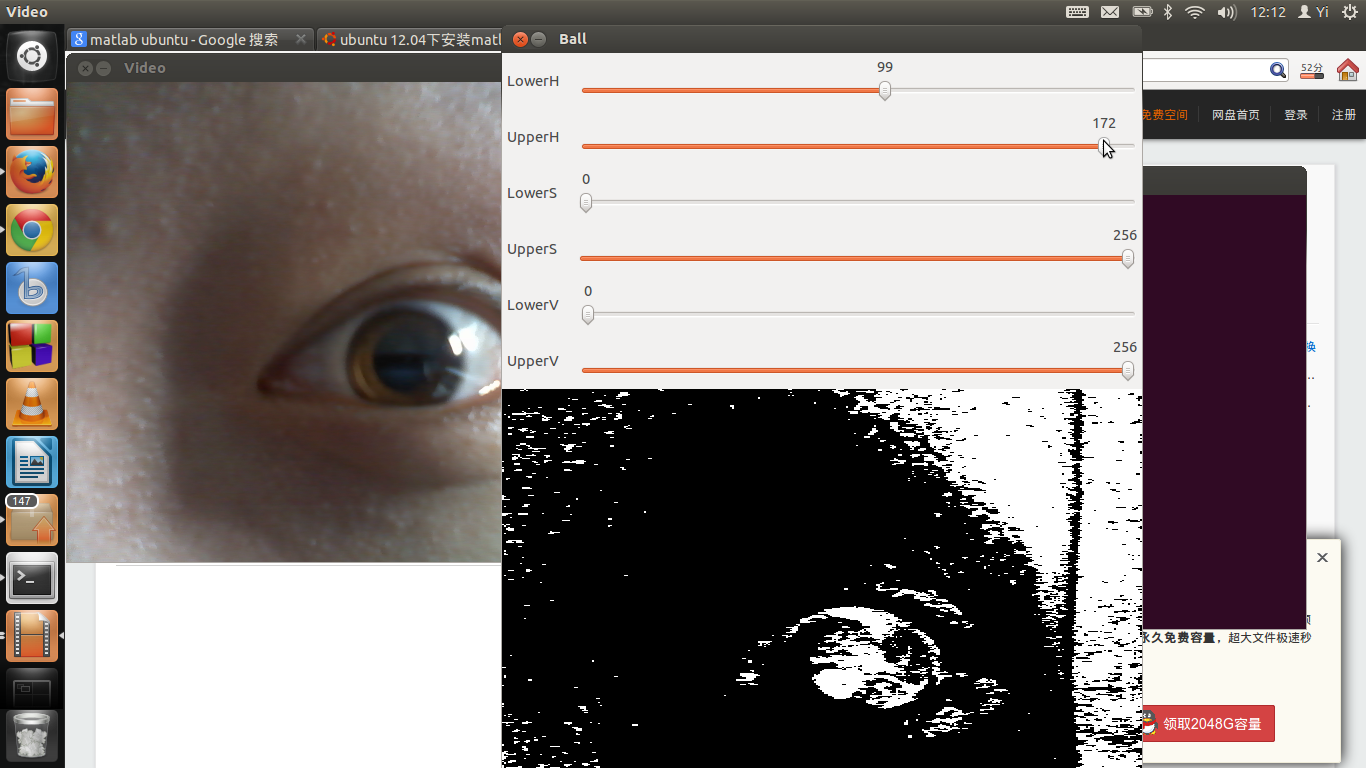 Video
12:12
Yi
matlab ubuntu - Google 搜索
ubuntu 12.04下安装matl
Video
Ball
LowerH
99
UpperH
172
LowerS
0
UpperS
256
LowerV
0
UpperV
256
52分
免费空间
网盘首页
登录
注册
换
147
永久免费容量，超大文件极速秒
领取2048G容量